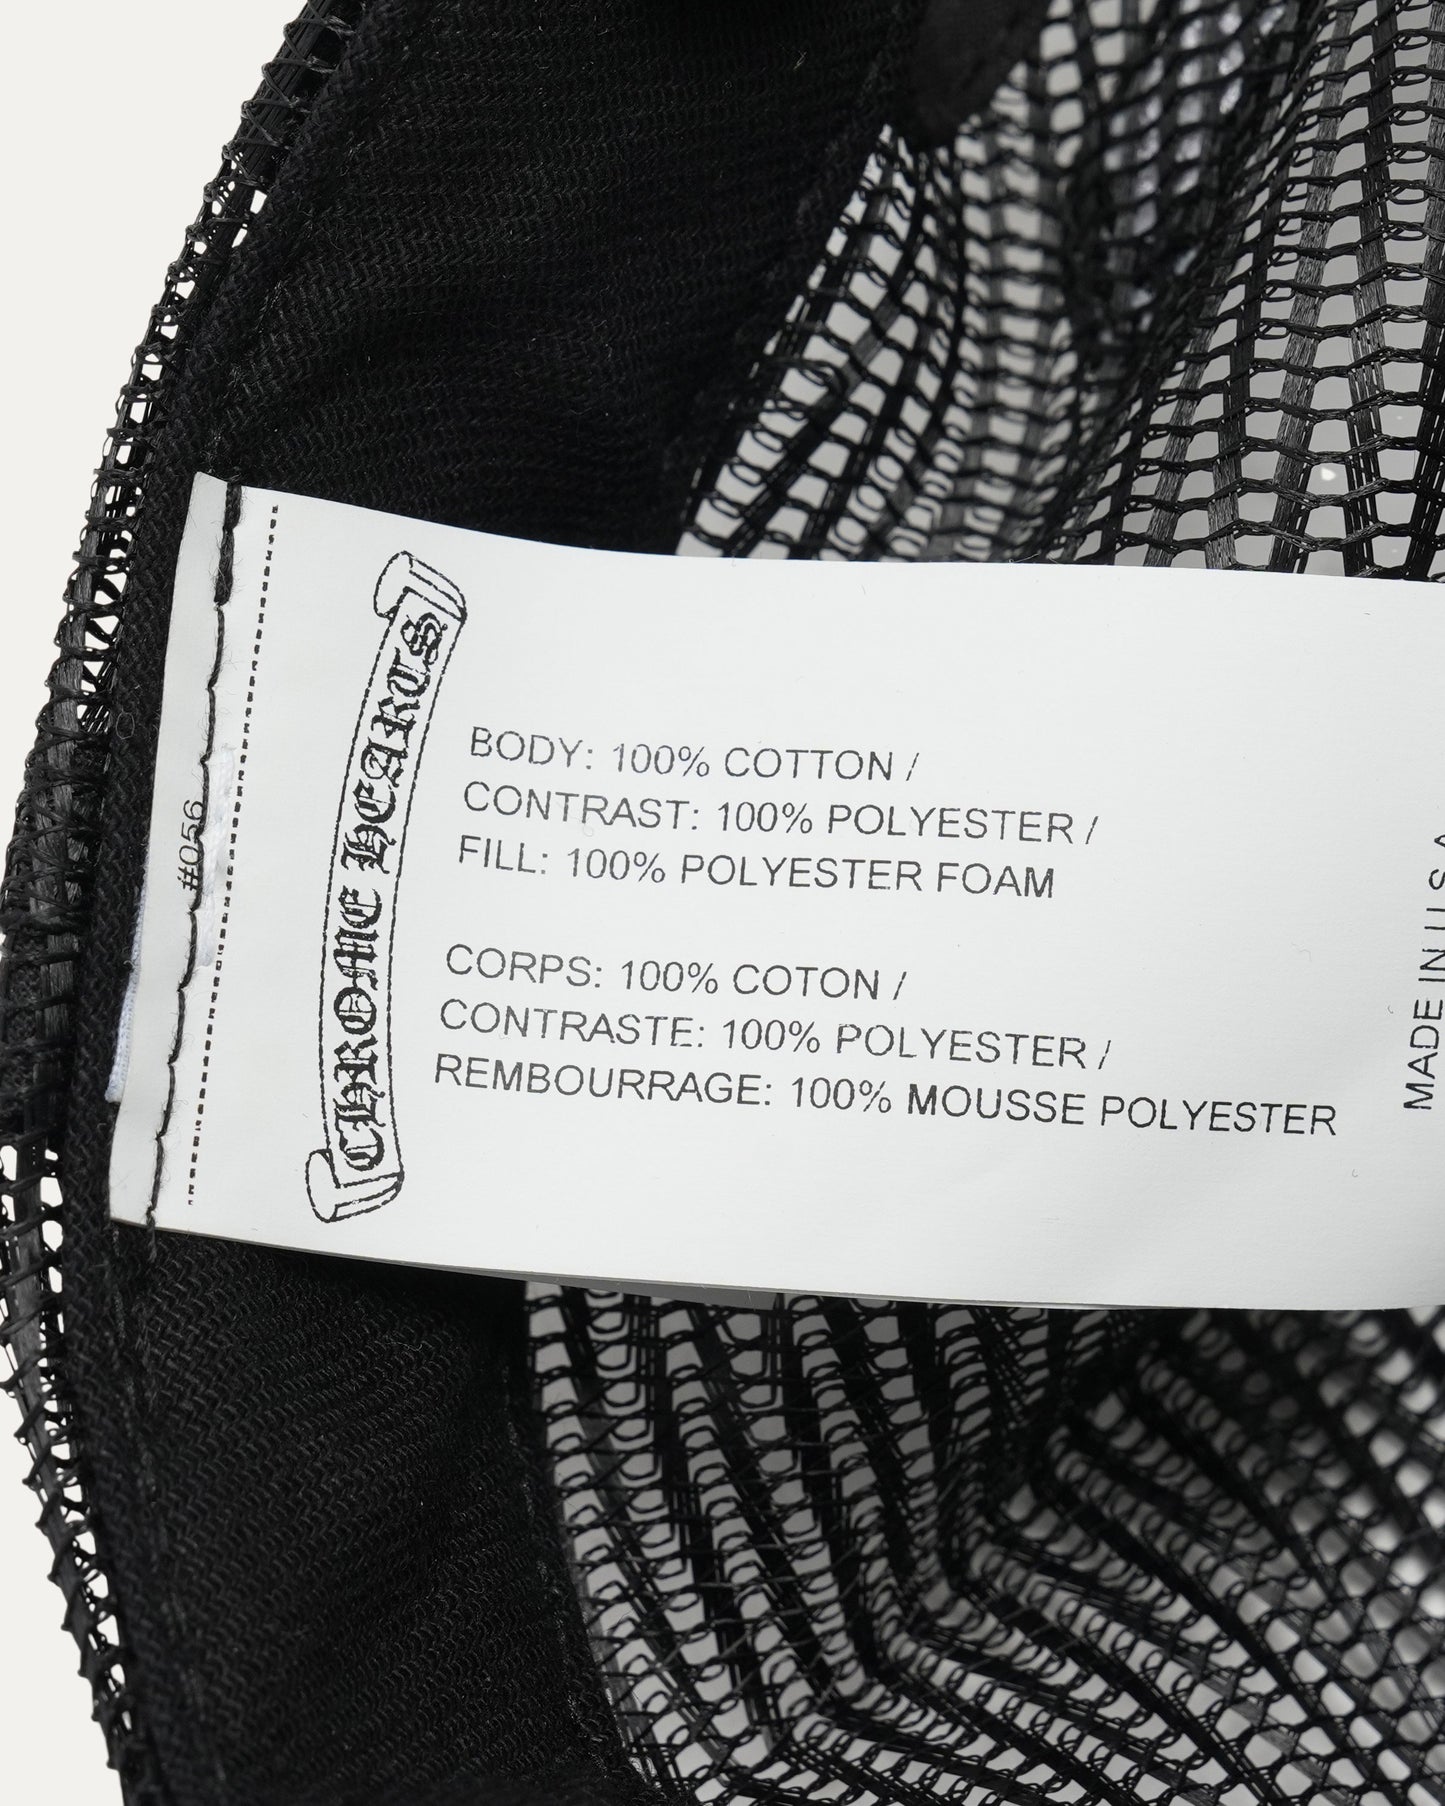 #056
CHROME HEARTS
BODY: 100% COTTON /
CONTRAST: 100% POLYESTER /
FILL: 100% POLYESTER FOAM
CORPS: 100% COTON /
CONTRASTE: 100% POLYESTER /
REMBOURRAGE: 100% MOUSSE POLYESTER
MADE IN U.S.A.